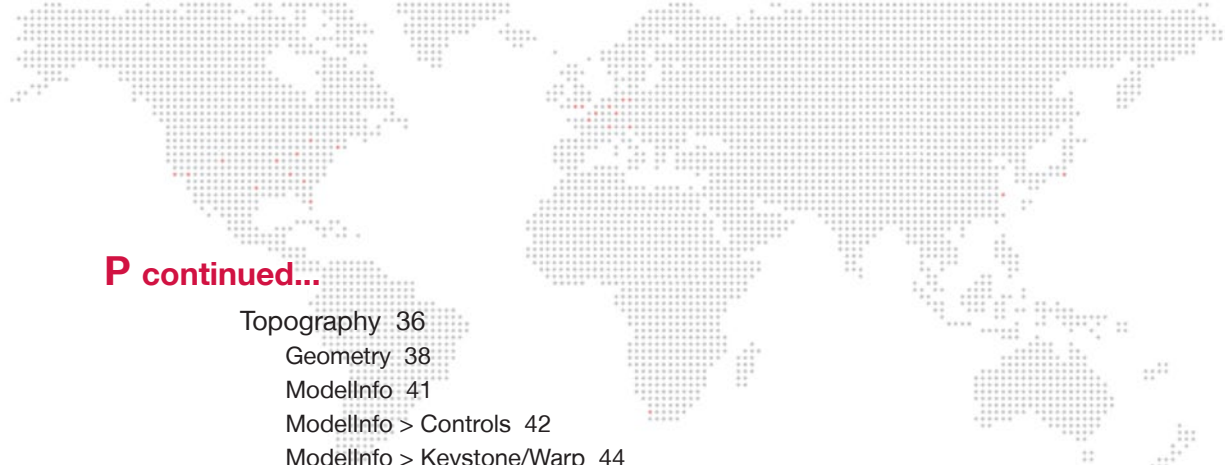 P continued...
Topography 36
Geometry 38
ModelInfo 41
ModelInfo > Controls 42
ModelInfo > Keystone/Warp 44